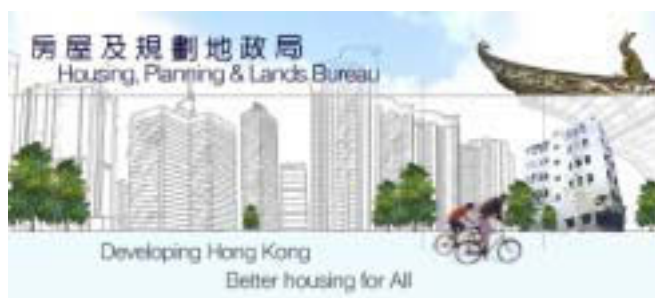 房屋及規劃地政局
Housing, Planning & Lands Bureau
Developing Hong Kong
Better housing for All